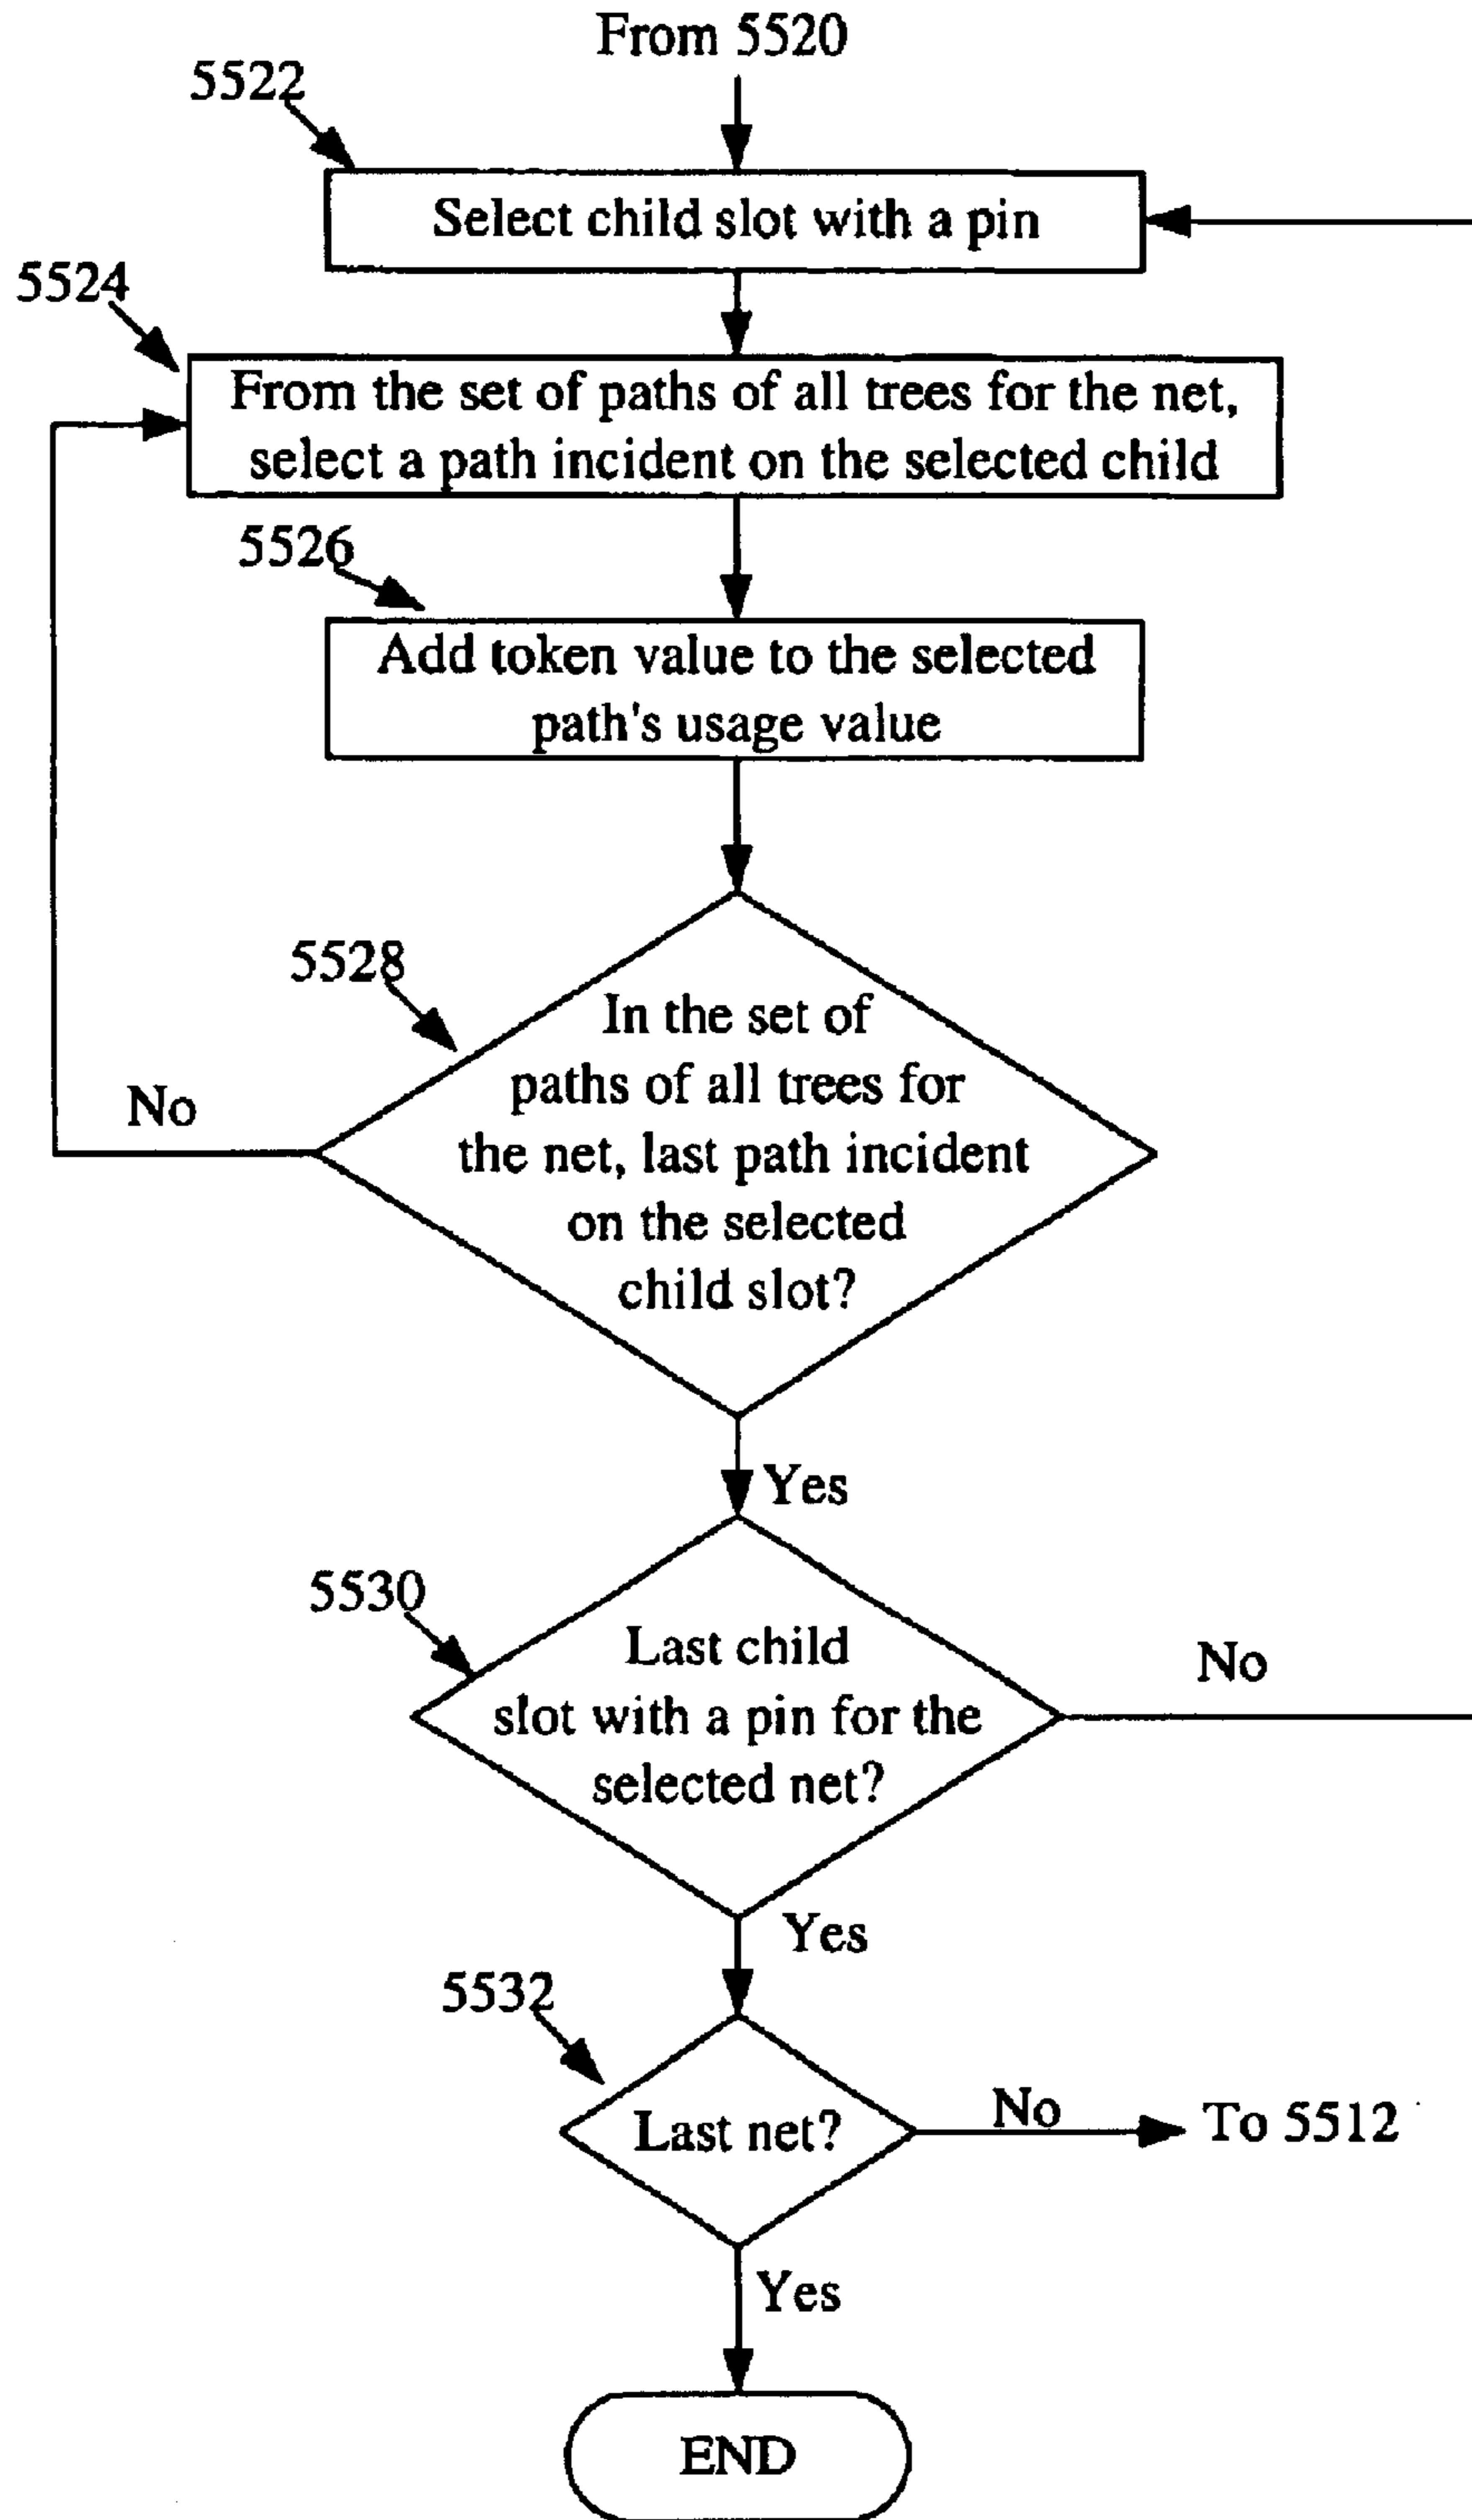 From 5520
5522
Select child slot with a pin
5524
From the set of paths of all trees for the net,
select a path incident on the selected child
5526
Add token value to the selected
path's usage value
5528
In the set of
paths of all trees for
the net, last path incident
on the selected
child slot?
No
Yes
5530
Last child
slot with a pin for the
selected net?
No
Yes
5532
Last net?
No
To 5512
Yes
END